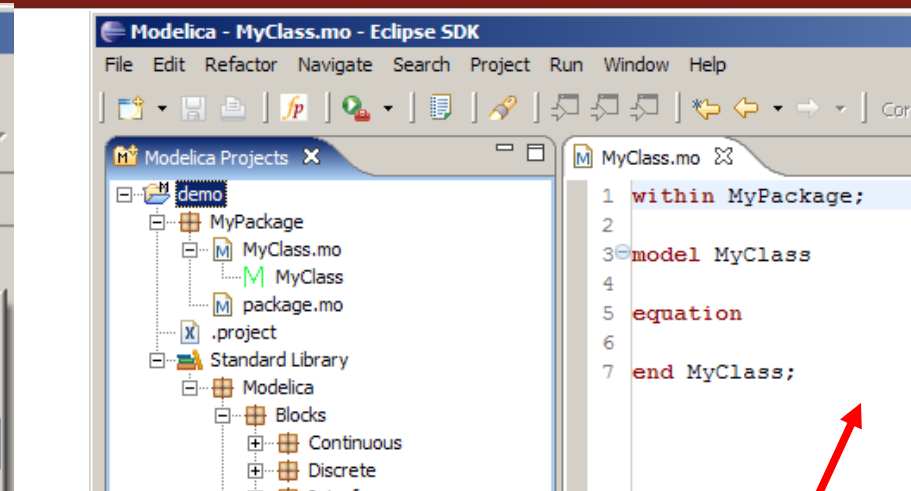 Modelica - MyClass.mo - Eclipse SDK
File Edit Refactor Navigate Search Project Run Window Help
Modelica Projects
demo
MyPackage
MyClass.mo
MyClass
package.mo
.project
Standard Library
Modelica
Blocks
Continuous
Discrete
MyClass.mo
1 within MyPackage;
2
3 model MyClass
4
5 equation
6
7 end MyClass;